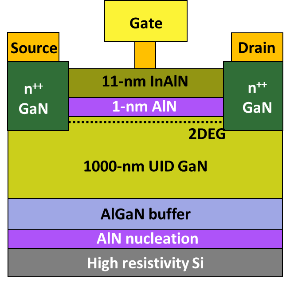 Gate
Source
Drain
n++
GaN
11-nm InAlN
n++
GaN
1-nm AlN
2DEG
1000-nm UID GaN
AlGaN buffer
AlN nucleation
High resistivity Si